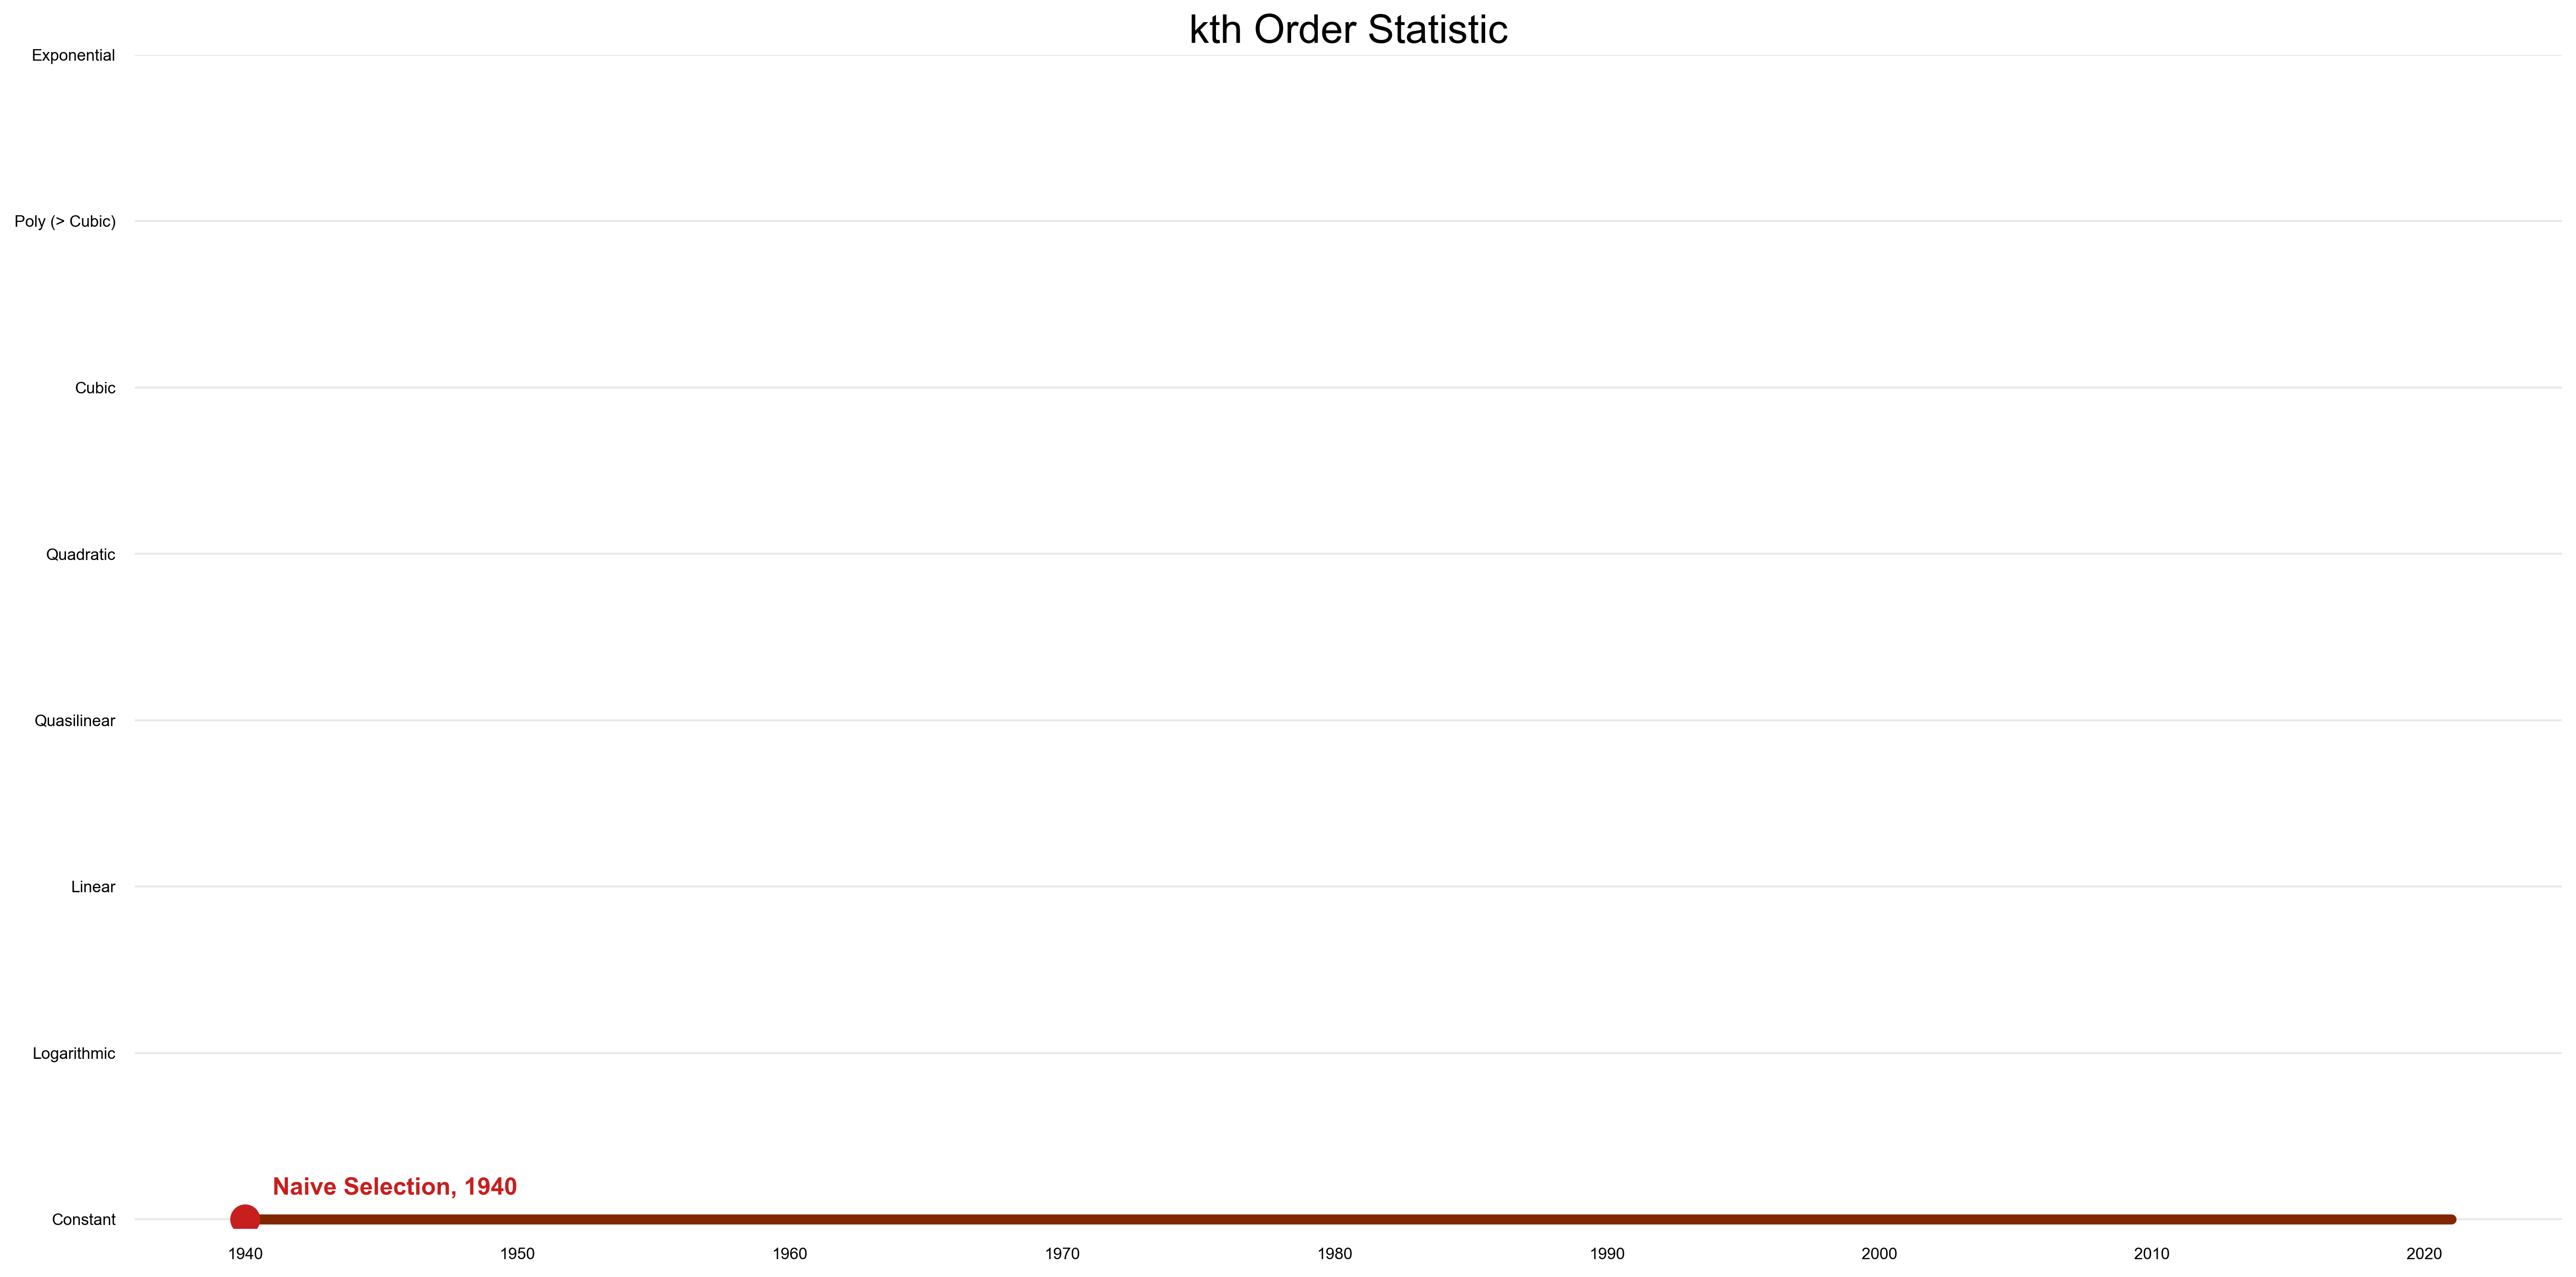 kth Order Statistic
Exponential
Poly (> Cubic)
Cubic
Quadratic
Quasilinear
Linear
Logarithmic
Naive Selection, 1940
Constant
1940 1950 1960 1970 1980 1990 2000 2010 2020